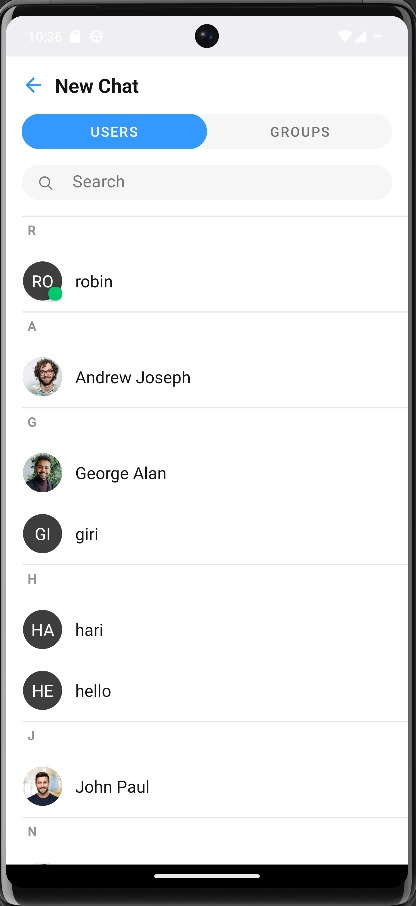 10:36
New Chat
USERS GROUPS
Search
R
RO robin
A
Andrew Joseph
G
George Alan
GI giri
H
HA hari
HE hello
J
John Paul
N